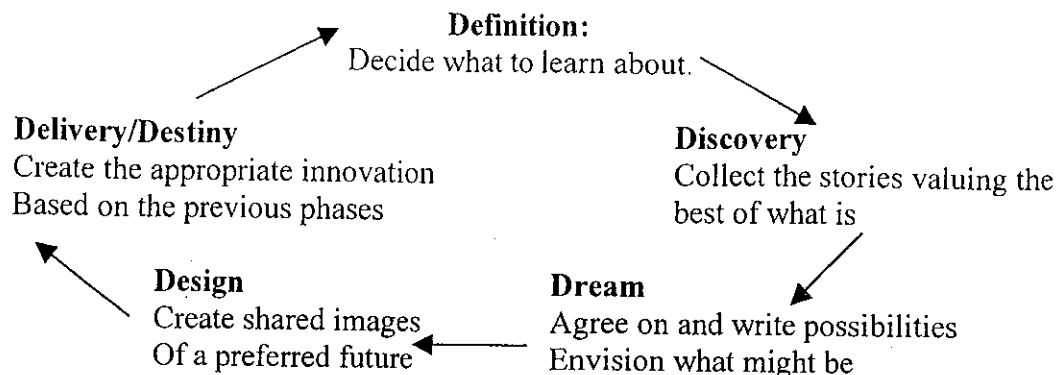 Definition:
Decide what to learn about.
Discovery
Collect the stories valuing the
best of what is
Dream
Agree on and write possibilities
Envision what might be
Design
Create shared images
Of a preferred future
Delivery/Destiny
Create the appropriate innovation
Based on the previous phases